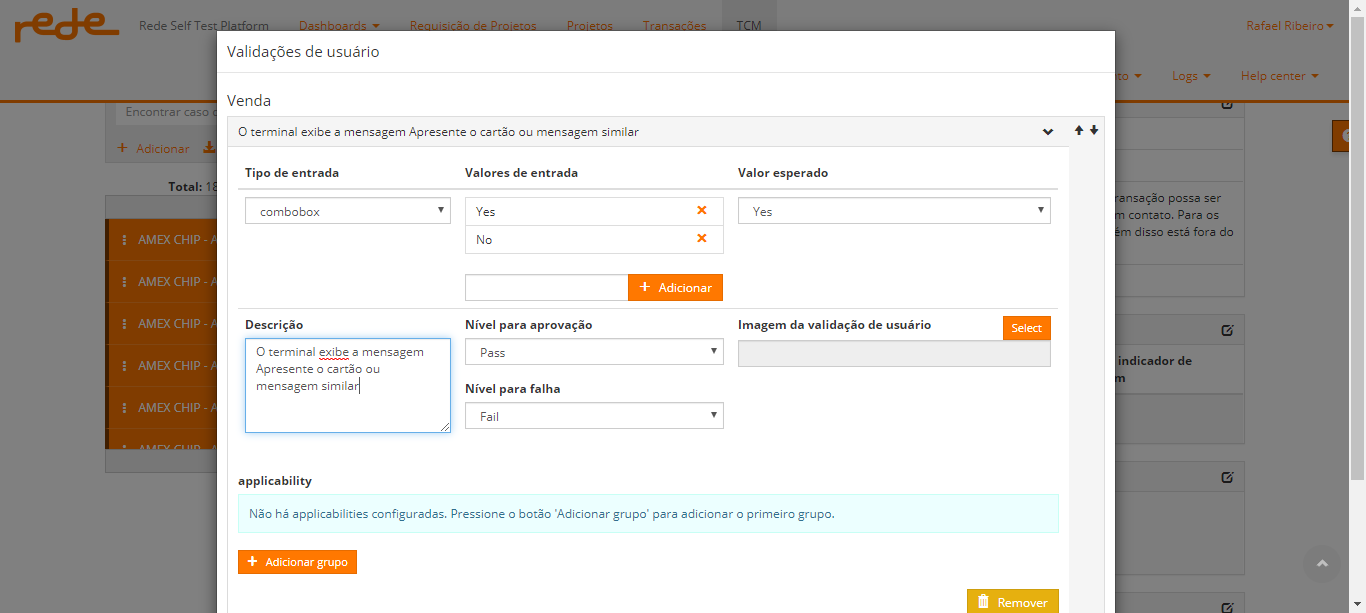 rede Rede Self Test Platform Dashboards Requisição de Projetos Projetos Transações TCM Rafael Ribeiro
Validações de usuário
Logs Help center
Venda
Encontrar caso
O terminal exibe a mensagem Apresente o cartão ou mensagem similar
+ Adicionar
Tipo de entrada Valores de entrada Valor esperado
Total: 18
combobox Yes Yes
No
ransação possa ser
m contato. Para os
ém disso está fora do
AMEX CHIP - A
AMEX CHIP - A
AMEX CHIP - A
AMEX CHIP - A
AMEX CHIP - A
AMEX CHIP - A
+ Adicionar
Descrição Nível para aprovação Imagem da validação de usuário Select
O terminal exibe a mensagem
Apresente o cartão ou
mensagem similar
Pass
Nível para falha
Fail
indicador de
m
applicability
Não há applicabilities configuradas. Pressione o botão 'Adicionar grupo' para adicionar o primeiro grupo.
+ Adicionar grupo
Remover